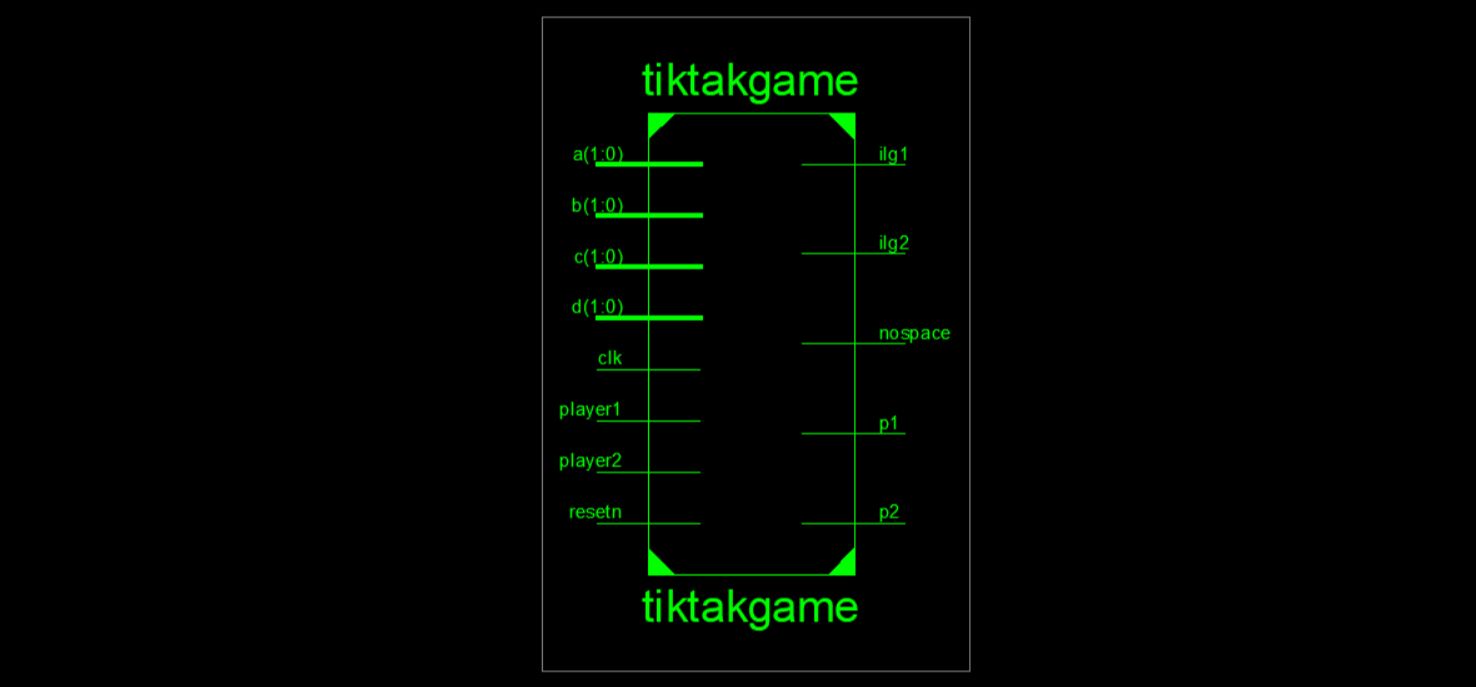 tiktakgame
a(1:0)
ilg1
b(1:0)
ilg2
c(1:0)
d(1:0)
nospace
clk
player1
p1
player2
resetn
p2
tiktakgame